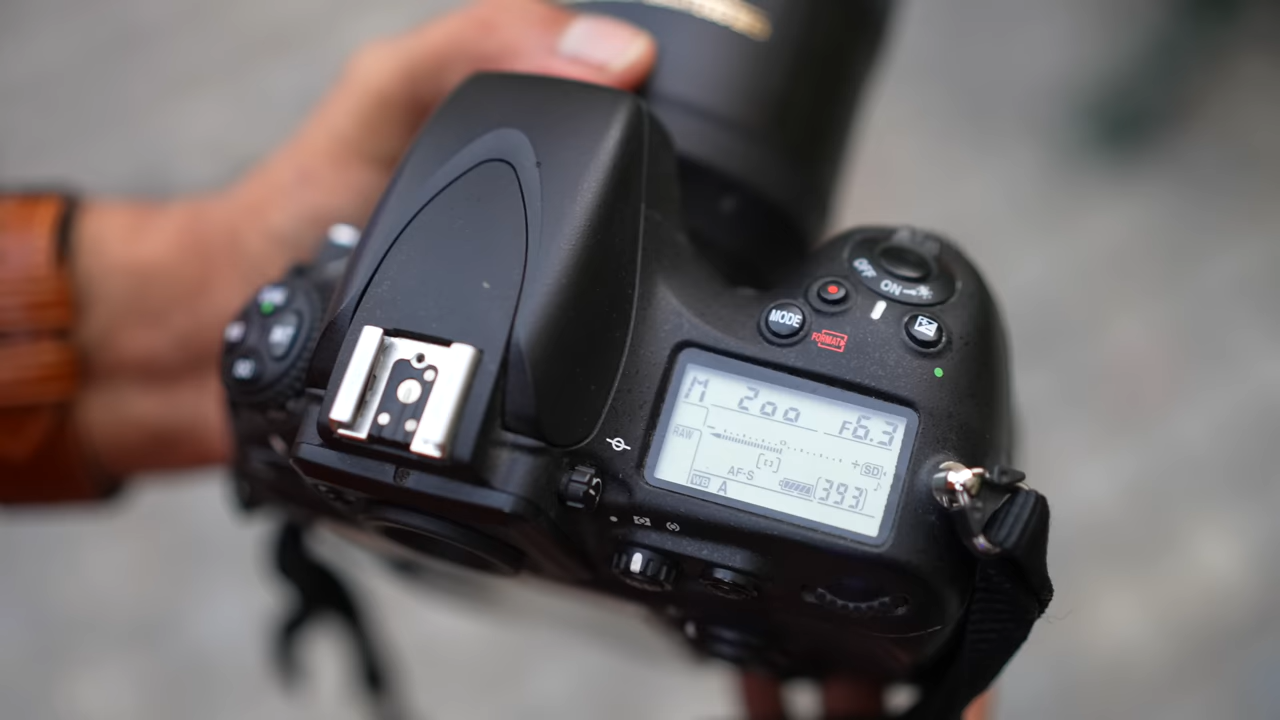 OFF
ON
MODE
FORMAT
M 200 F6.3
RAW
SD
AF-S
WB A [393]